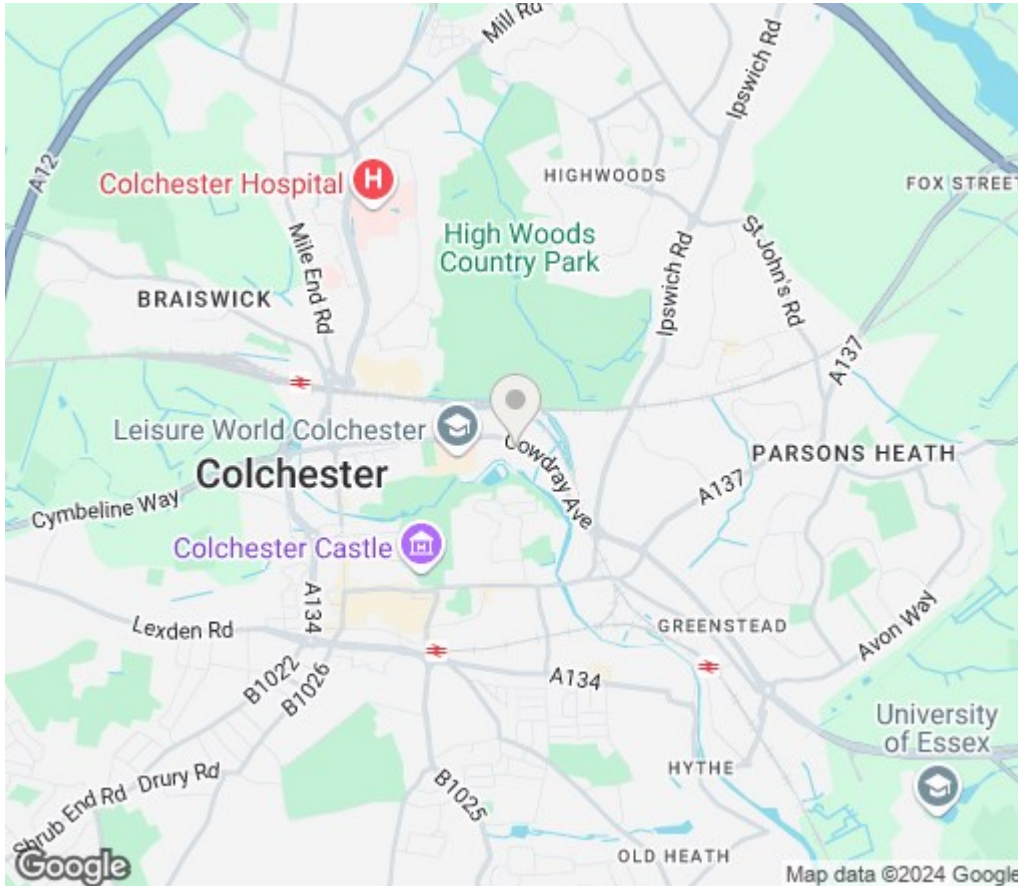 Mill Rd
Ipswich Rd
A12
Colchester Hospital
H
HIGHWOODS
FOX STREET
Mile End Rd
High Woods
Country Park
St John's Rd
BRAISWICK
Ipswich Rd
A137
Leisure World Colchester
Cowdray Ave
Colchester
PARSONS HEATH
A137
Cymbeline Way
Colchester Castle
A134
Lexden Rd
GREENSTEAD
Avon Way
B1022
B1026
A134
University
of Essex
HYTHE
Shrub End Rd
Drury Rd
B1025
OLD HEATH
Google
Map data ©2024 Google